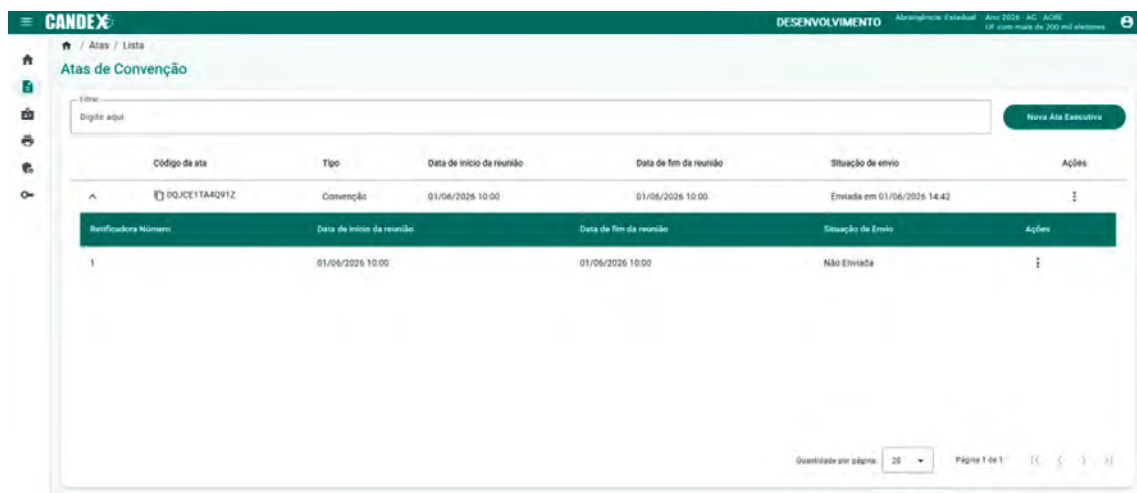 CANDEX
DESENVOLVIMENTO
Abrangência: Estadual
Ano 2026 - AC - ACRE
UF com mais de 200 mil eleitores
/ Atas / Lista
Atas de Convenção
Filtrar
Digite aqui
Nova Ata Executiva
Código da ata Tipo Data de início da reunião Data de fim da reunião Situação de envio Ações
0QJCE1TA4Q91Z Convenção 01/06/2026 10:00 01/06/2026 10:00 Enviada em 01/06/2026 14:42
Retificadora Número Data de início da reunião Data de fim da reunião Situação de Envio Ações
1 01/06/2026 10:00 01/06/2026 10:00 Não Enviada
Quantidade por página: 20 Página 1 de 1